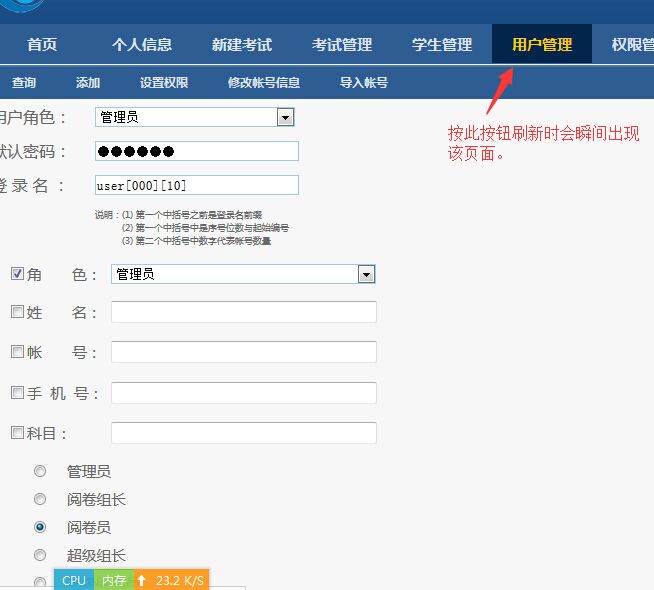 首页 个人信息 新建考试 考试管理 学生管理 用户管理 权限管
查询 添加 设置权限 修改帐号信息 导入帐号
用户角色： 管理员
按此按钮刷新时会瞬间出现
该页面。
默认密码： ●●●●●●
登 录 名 ： user[000][10]
说明：(1) 第一个中括号之前是登录名前缀
(2) 第一个中括号中是序号位数与起始编号
(3) 第二个中括号中数字代表帐号数量
角 色： 管理员
姓 名：
帐 号：
手 机 号：
科目：
管理员
阅卷组长
阅卷员
超级组长
CPU 内存 23.2 K/S